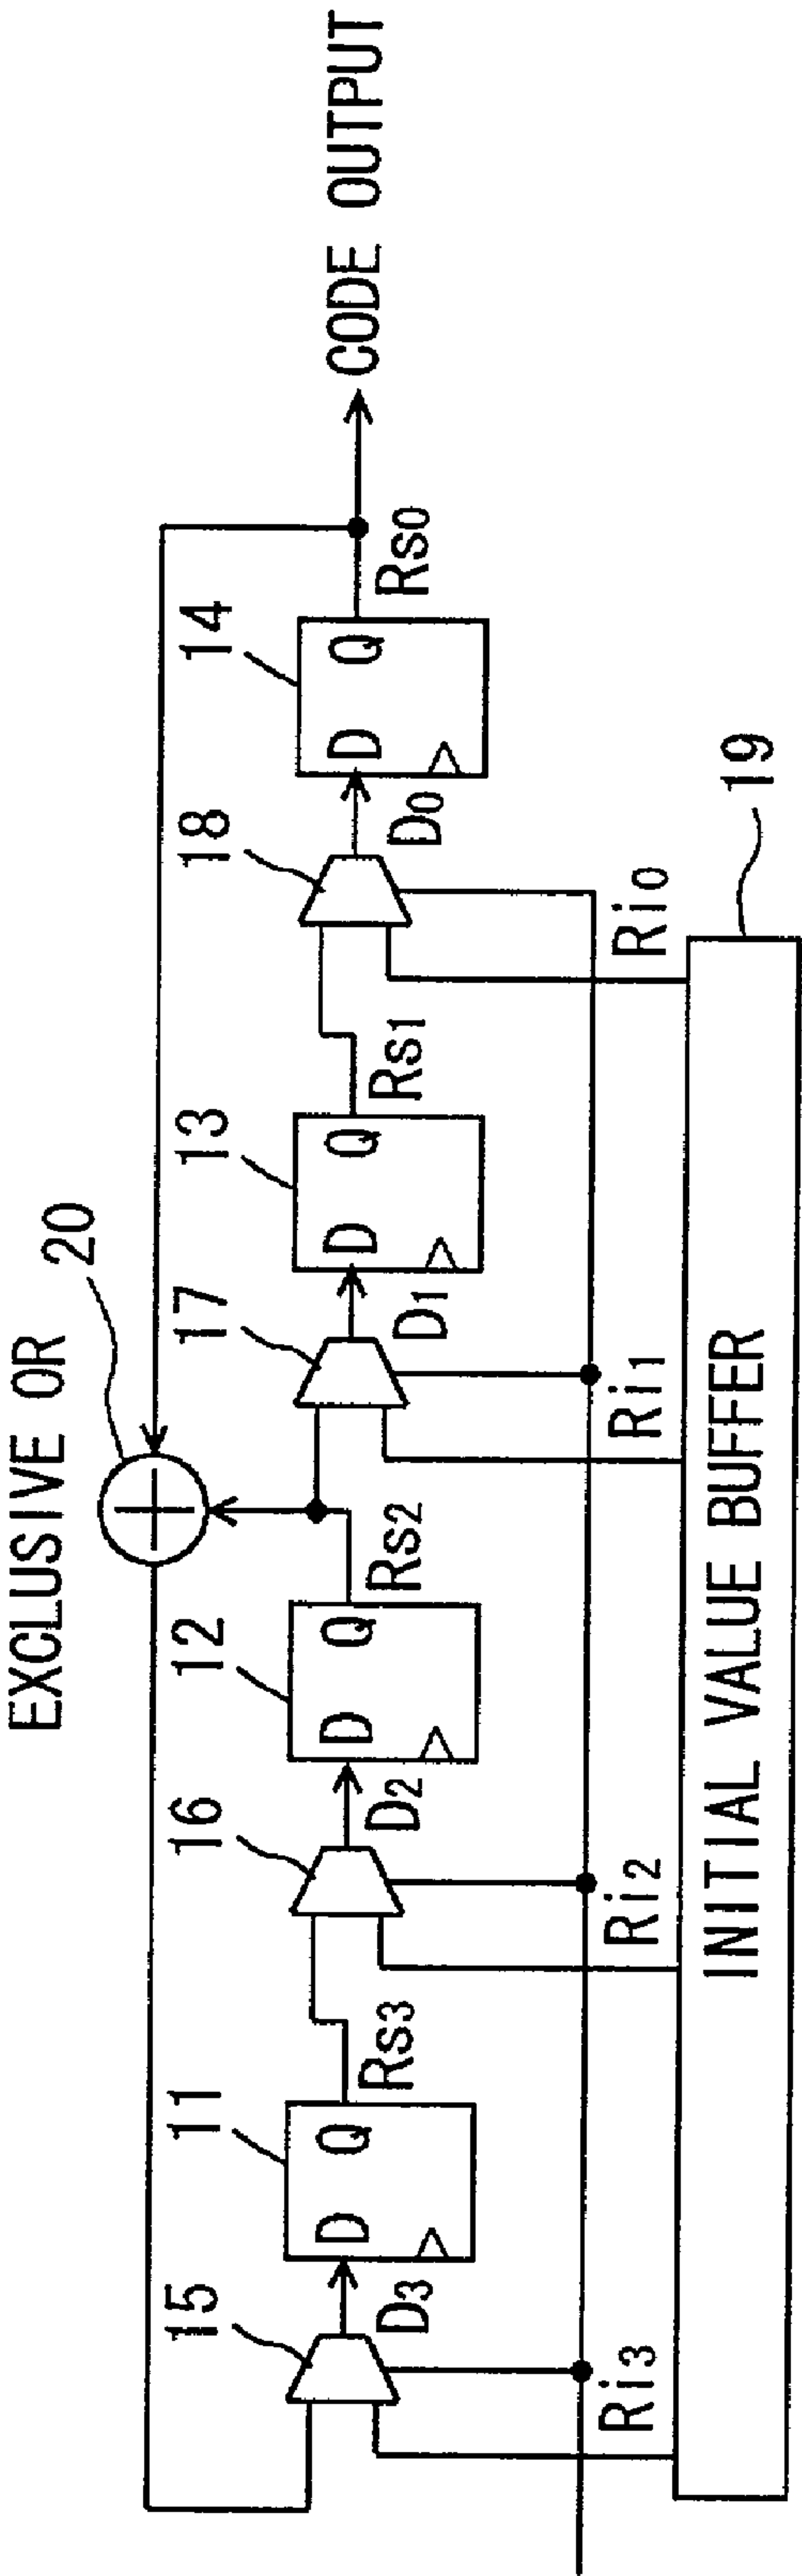 EXCLUSIVE OR
20
15
11
16
12
17
13
18
14
D3
D Q
Rs3
D2
D Q
Rs2
D1
D Q
Rs1
D0
D Q
Rs0
CODE OUTPUT
Ri3
Ri2
Ri1
Ri0
19
INITIAL VALUE BUFFER